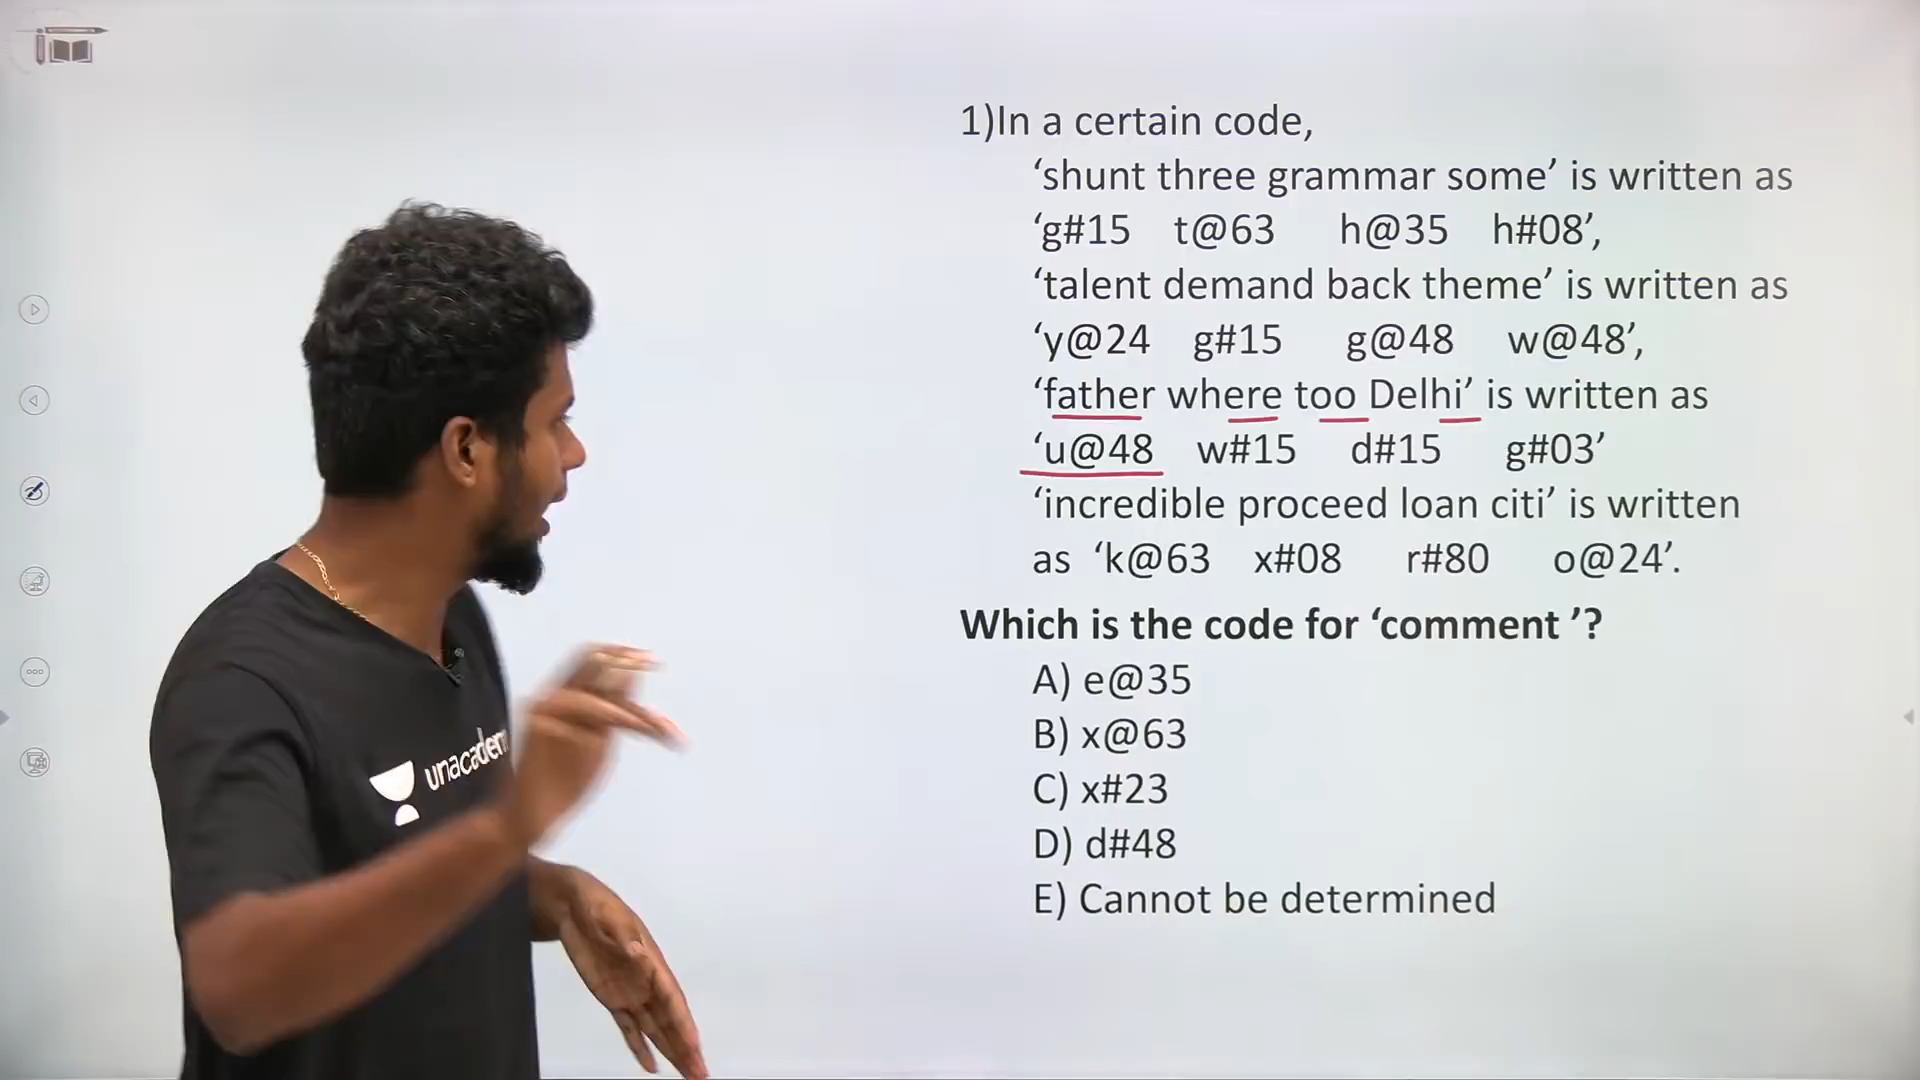 1)In a certain code,
‘shunt three grammar some’ is written as
‘g#15 t@63 h@35 h#08’,
‘talent demand back theme’ is written as
‘y@24 g#15 g@48 w@48’,
‘father where too Delhi’ is written as
‘u@48 w#15 d#15 g#03’
‘incredible proceed loan citi’ is written
as ‘k@63 x#08 r#80 o@24’.
Which is the code for ‘comment ’?
A) e@35
B) x@63
C) x#23
D) d#48
E) Cannot be determined
unacadem